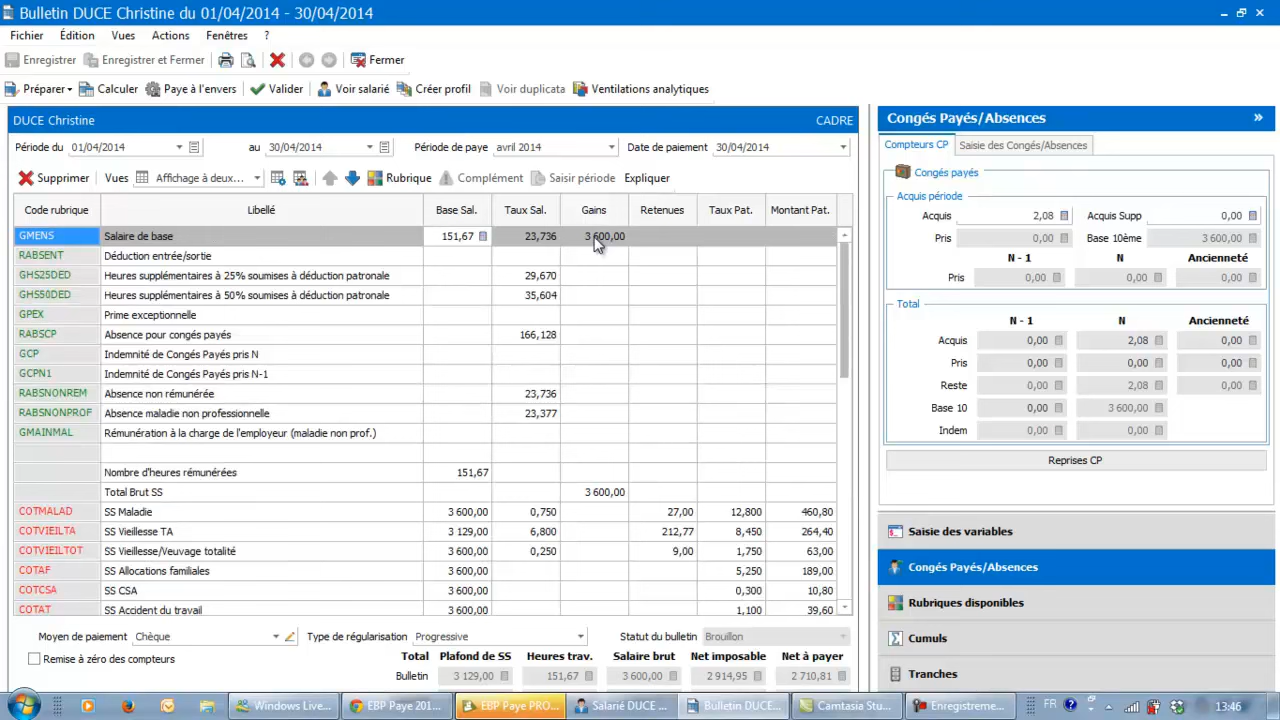 Bulletin DUCE Christine du 01/04/2014 - 30/04/2014
Fichier Édition Vues Actions Fenêtres ?
Enregistrer Enregistrer et Fermer Fermer
Préparer Calculer Paye à l'envers Valider Voir salarié Créer profil Voir duplicata Ventilations analytiques
DUCE Christine CADRE
Période du 01/04/2014 au 30/04/2014 Période de paye avril 2014 Date de paiement 30/04/2014
Supprimer Vues Affichage à deux... Rubrique Complément Saisir période Expliquer
Code rubrique Libellé Base Sal. Taux Sal. Gains Retenues Taux Pat. Montant Pat.
GMENS Salaire de base 151,67 23,736 3 600,00
RABSENT Déduction entrée/sortie
GHS25DED Heures supplémentaires à 25% soumises à déduction patronale 29,670
GHS50DED Heures supplémentaires à 50% soumises à déduction patronale 35,604
GPEX Prime exceptionnelle
RABSCP Absence pour congés payés 166,128
GCP Indemnité de Congés Payés pris N
GCPN1 Indemnité de Congés Payés pris N-1
RABSNONREM Absence non rémunérée 23,736
RABSNONPROF Absence maladie non professionnelle 23,377
GMAINMAL Rémunération à la charge de l'employeur (maladie non prof.)
Nombre d'heures rémunérées 151,67
Total Brut SS 3 600,00
COTMALAD SS Maladie 3 600,00 0,750 27,00 12,800 460,80
COTVIEILTA SS Vieillesse TA 3 129,00 6,800 212,77 8,450 264,40
COTVIEILTOT SS Vieillesse/Veuvage totalité 3 600,00 0,250 9,00 1,750 63,00
COTAF SS Allocations familiales 3 600,00 5,250 189,00
COTCSA SS CSA 3 600,00 0,300 10,80
COTAT SS Accident du travail 3 600,00 1,100 39,60
Moyen de paiement Chèque Type de régularisation Progressive Statut du bulletin Brouillon
Remise à zéro des compteurs Total Plafond de SS Heures trav. Salaire brut Net imposable Net à payer
Bulletin 3 129,00 151,67 3 600,00 2 914,95 2 710,81
Congés Payés/Absences »
Compteurs CP Saisie des Congés/Absences
Congés payés
Acquis période
Acquis 2,08 Acquis Supp 0,00
Pris 0,00 Base 10ème 3 600,00
N - 1 N Ancienneté
Pris 0,00 0,00 0,00
Total
N - 1 N Ancienneté
Acquis 0,00 2,08 0,00
Pris 0,00 0,00 0,00
Reste 0,00 2,08 0,00
Base 10 0,00 3 600,00
Indem 0,00 0,00
Reprises CP
Saisie des variables
Congés Payés/Absences
Rubriques disponibles
Cumuls
Tranches
Windows Live... EBP Paye 201... EBP Paye PRO... Salarié DUCE ... Bulletin DUCE... Camtasia Stu... Enregistreme... FR 13:46